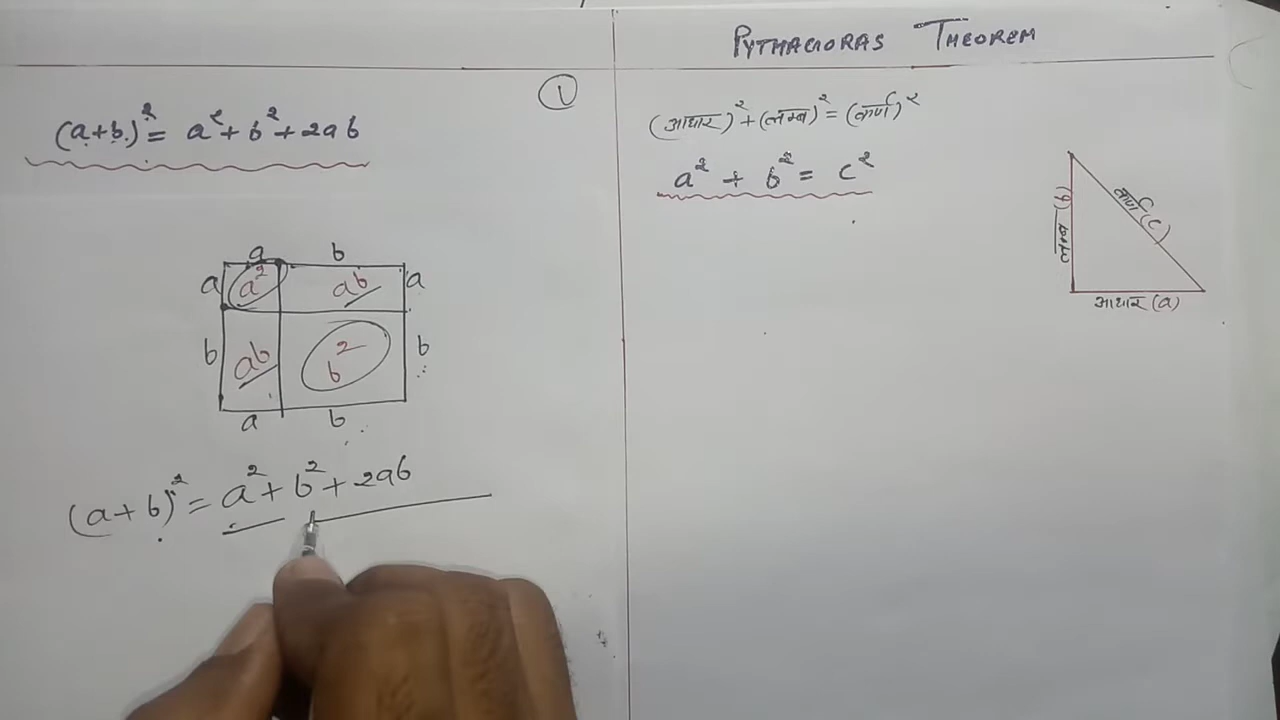 PYTHAGORAS THEOREM
1
(a+b)² = a² + b² + 2ab
a b
a a² ab a
b ab b² b
a b
(a+b)² = a² + b² + 2ab
(आधार)² + (लम्ब)² = (कर्ण)²
a² + b² = c²
लम्ब (b)
कर्ण (c)
आधार (a)